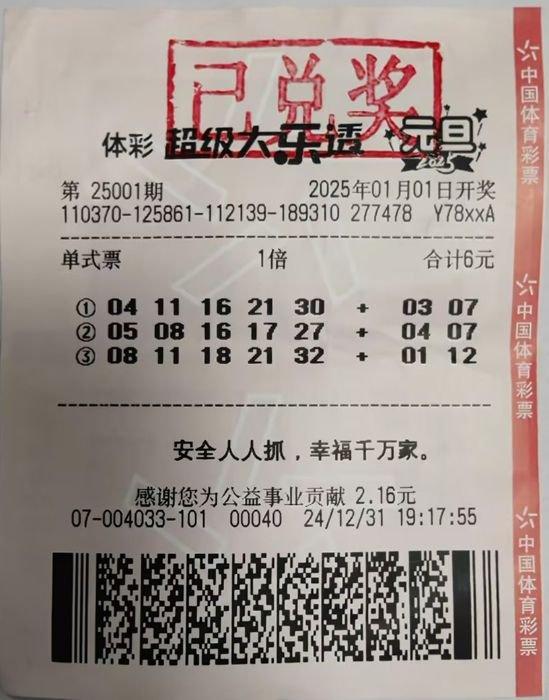 已兑奖
体彩 超级大乐透 元旦
2025
第 25001期 2025年01月01日开奖
110370-125861-112139-189310 277478 Y78xxA
单式票 1倍 合计6元
① 04 11 16 21 30 + 03 07
② 05 08 16 17 27 + 04 07
③ 08 11 18 21 32 + 01 12
安全人人抓，幸福千万家。
感谢您为公益事业贡献 2.16元
07-004033-101 00040 24/12/31 19:17:55
中国体育彩票
中国体育彩票
中国体育彩票